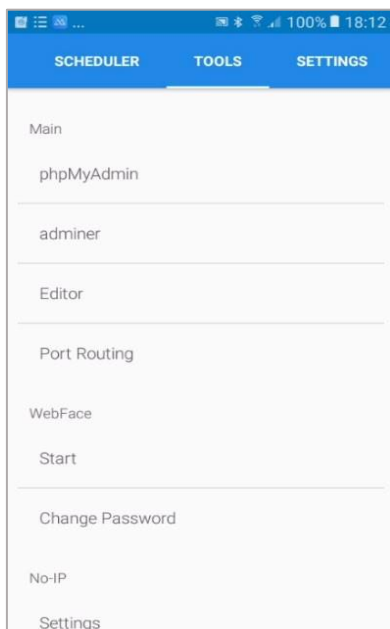 ... 100% 18:12
SCHEDULER TOOLS SETTINGS
Main
phpMyAdmin
adminer
Editor
Port Routing
WebFace
Start
Change Password
No-IP
Settings